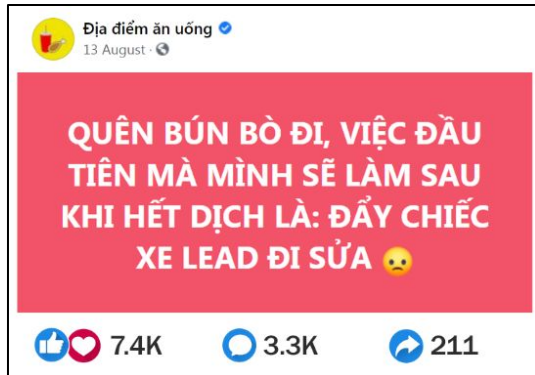 Địa điểm ăn uống
13 August ·
QUÊN BÚN BÒ ĐI, VIỆC ĐẦU
TIÊN MÀ MÌNH SẼ LÀM SAU
KHI HẾT DỊCH LÀ: ĐẨY CHIẾC
XE LEAD ĐI SỬA 😞
7.4K 3.3K 211